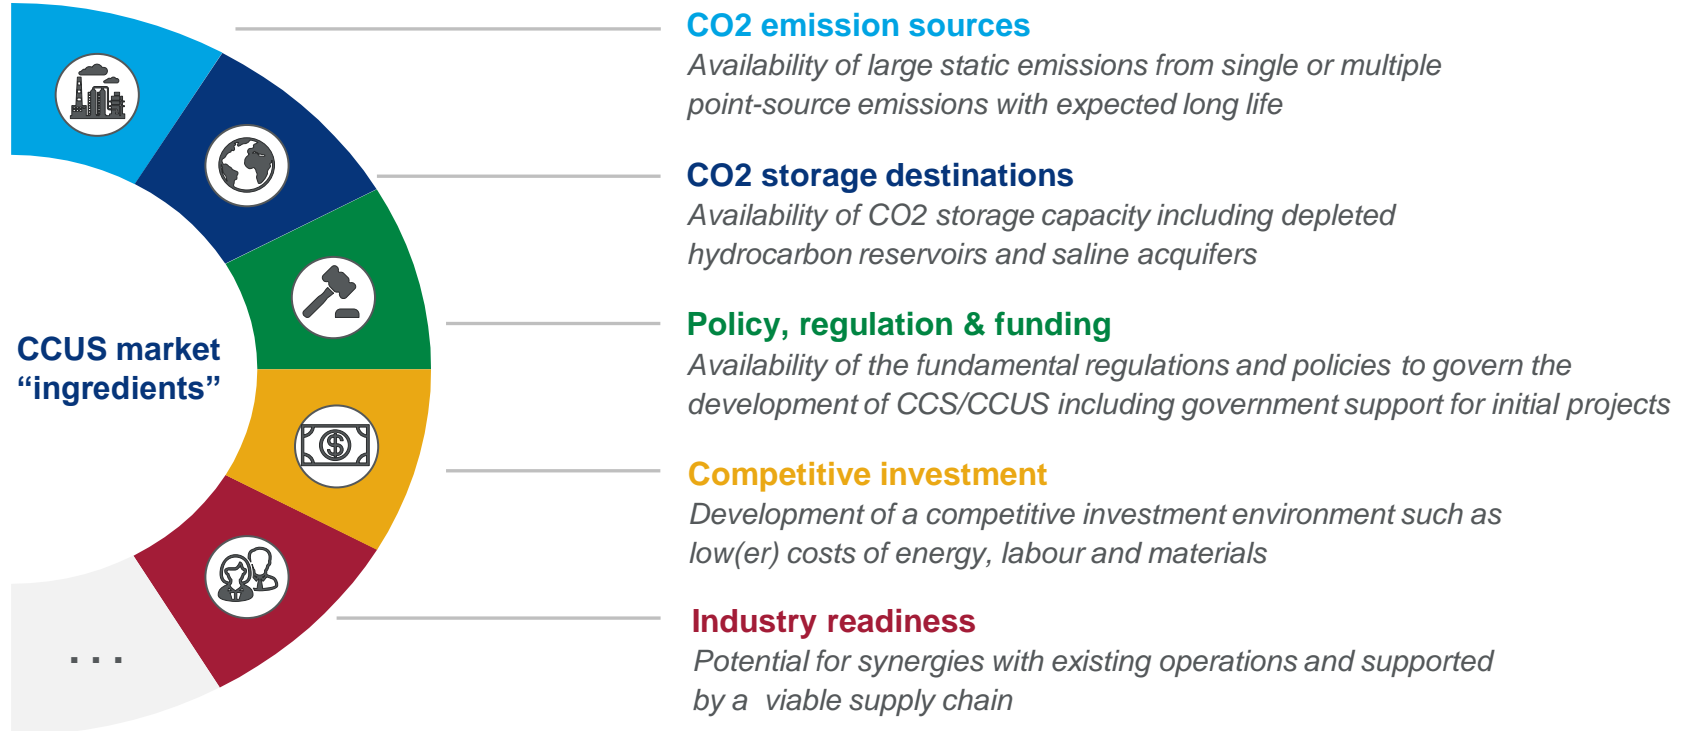 CO2 emission sources
Availability of large static emissions from single or multiple
point-source emissions with expected long life
CO2 storage destinations
Availability of CO2 storage capacity including depleted
hydrocarbon reservoirs and saline acquifers
Policy, regulation & funding
Availability of the fundamental regulations and policies to govern the
development of CCS/CCUS including government support for initial projects
CCUS market
“ingredients”
Competitive investment
Development of a competitive investment environment such as
low(er) costs of energy, labour and materials
Industry readiness
Potential for synergies with existing operations and supported
by a viable supply chain
. . .
$